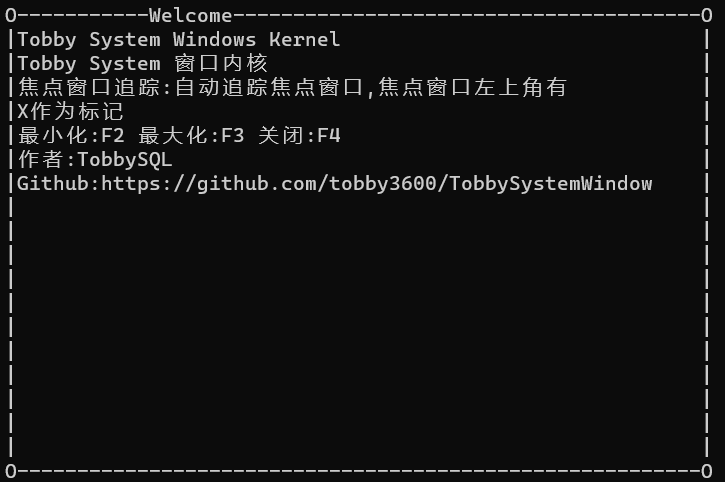 Welcome
Tobby System Windows Kernel
Tobby System 窗口内核
焦点窗口追踪:自动追踪焦点窗口,焦点窗口左上角有
X作为标记
最小化:F2 最大化:F3 关闭:F4
作者:TobbySQL
Github:https://github.com/tobby3600/TobbySystemWindow